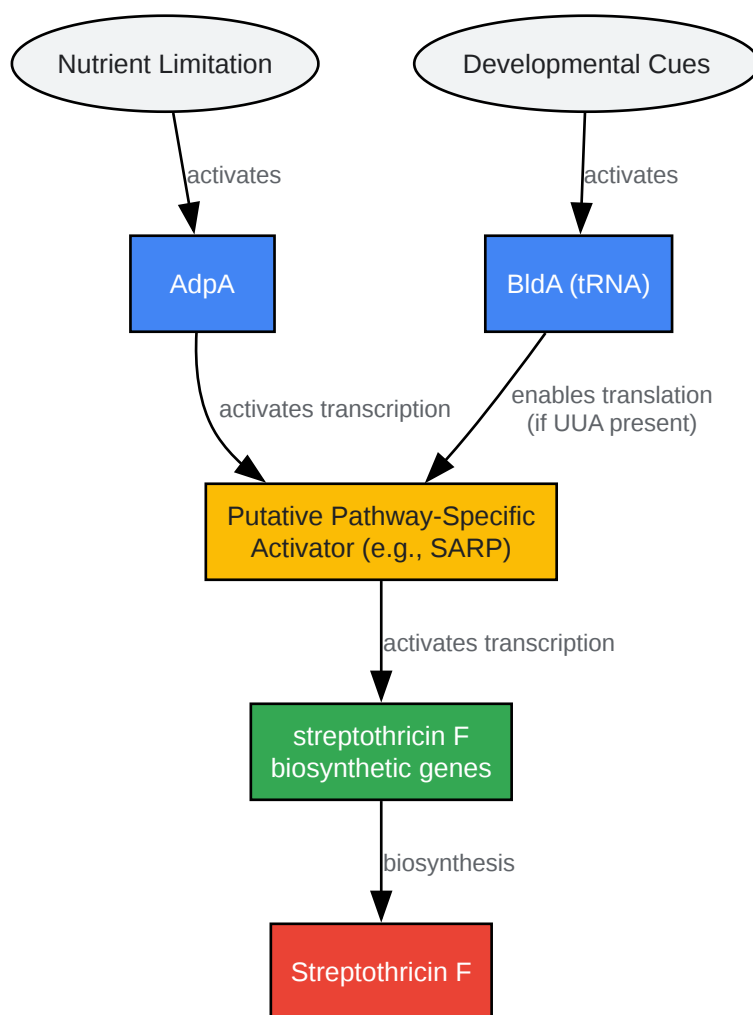 Nutrient Limitation
Developmental Cues
activates
activates
AdpA
BldA (tRNA)
activates transcription
enables translation
(if UUA present)
Putative Pathway-Specific
Activator (e.g., SARP)
activates transcription
streptothricin F
biosynthetic genes
biosynthesis
Streptothricin F